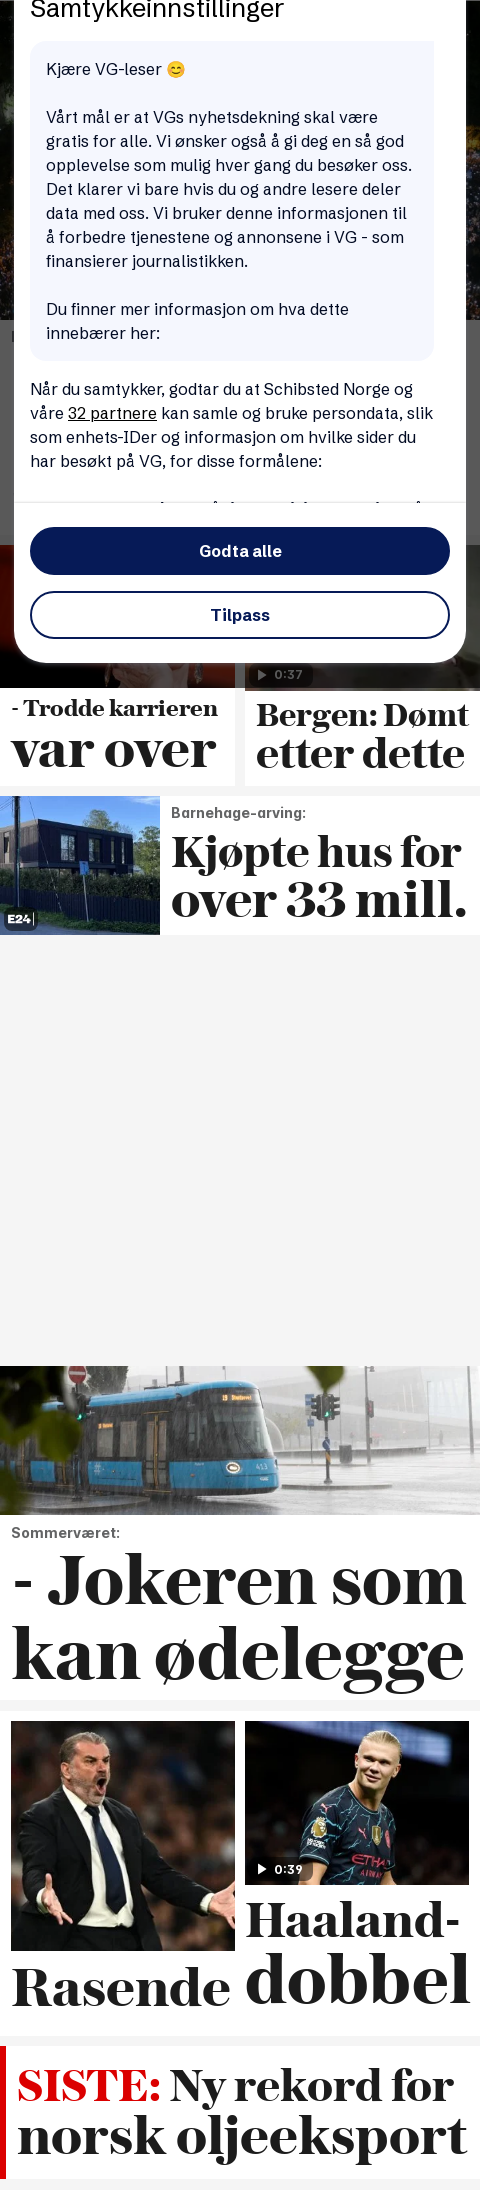 Samtykkeinnstillinger
Kjære VG-leser 😊
Vårt mål er at VGs nyhetsdekning skal være
gratis for alle. Vi ønsker også å gi deg en så god
opplevelse som mulig hver gang du besøker oss.
Det klarer vi bare hvis du og andre lesere deler
data med oss. Vi bruker denne informasjonen til
å forbedre tjenestene og annonsene i VG - som
finansierer journalistikken.
Du finner mer informasjon om hva dette
innebærer her:
Når du samtykker, godtar du at Schibsted Norge og
våre 32 partnere kan samle og bruke persondata, slik
som enhets-IDer og informasjon om hvilke sider du
har besøkt på VG, for disse formålene:
Godta alle
Tilpass
0:37
- Trodde karrieren
var over
Bergen: Dømt
etter dette
E24
Barnehage-arving:
Kjøpte hus for
over 33 mill.
Sommerværet:
- Jokeren som
kan ødelegge
0:39
Rasende
Haaland-
dobbel
SISTE: Ny rekord for
norsk oljeeksport